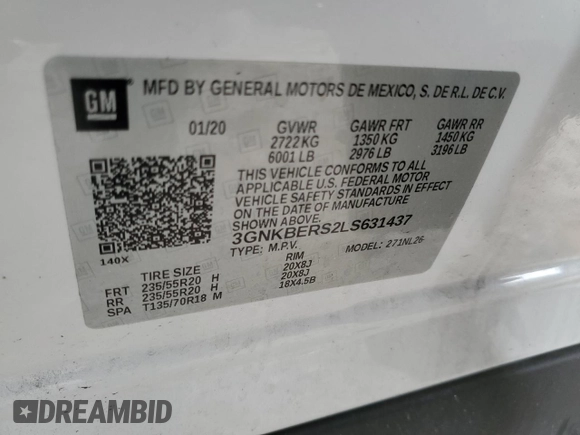 GM
MFD BY GENERAL MOTORS DE MEXICO, S. DE R.L. DE C.V.
01/20 GVWR GAWR FRT GAWR RR
2722 KG 1350 KG 1450 KG
6001 LB 2976 LB 3196 LB
THIS VEHICLE CONFORMS TO ALL
APPLICABLE U.S. FEDERAL MOTOR
VEHICLE SAFETY STANDARDS IN EFFECT
ON THE DATE OF MANUFACTURE
SHOWN ABOVE.
3GNKBERS2LS631437
TYPE: M.P.V. MODEL: 271NL26
140X
TIRE SIZE RIM
FRT 235/55R20 H 20X8J
RR 235/55R20 H 20X8J
SPA T135/70R18 M 18X4.5B
DREAMBID